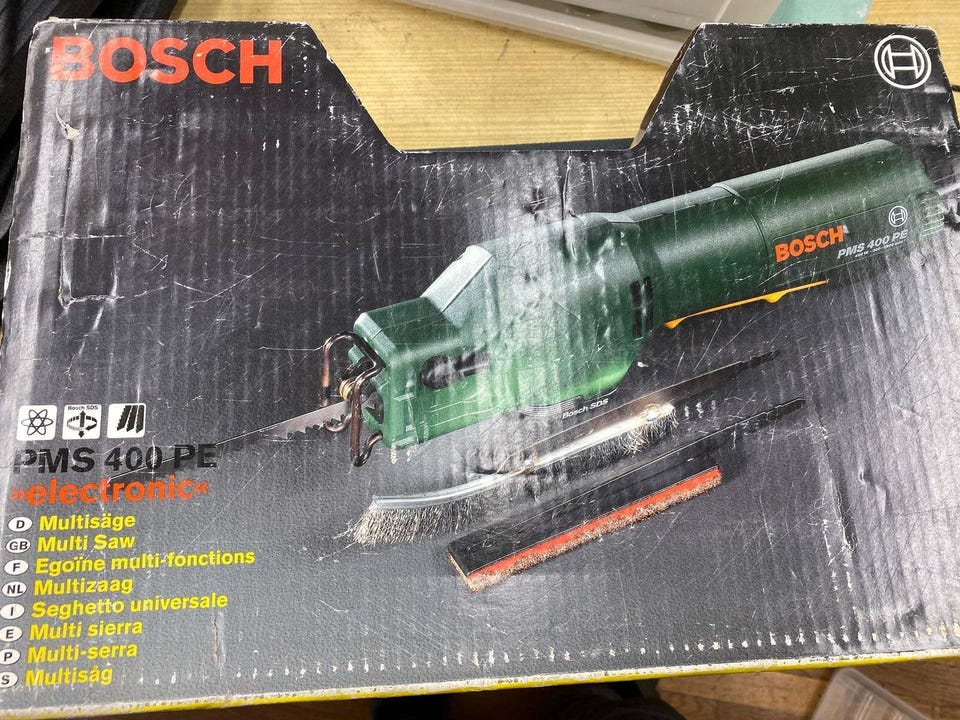 BOSCH
BOSCH
PMS 400 PE
Bosch SDS
Bosch SDS
PMS 400 PE
»electronic«
D Multisäge
GB Multi Saw
F Egoïne multi-fonctions
NL Multizaag
I Seghetto universale
E Multi sierra
P Multi-serra
S Multisåg